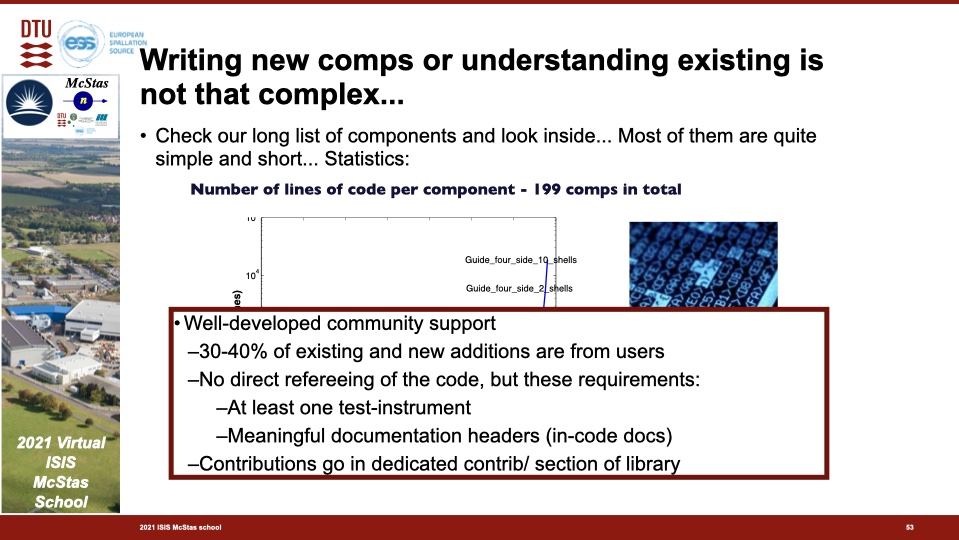 DTU
ess
EUROPEAN
SPALLATION
SOURCE
McStas
n
Writing new comps or understanding existing is
not that complex...
• Check our long list of components and look inside... Most of them are quite
simple and short... Statistics:
Number of lines of code per component - 199 comps in total
Guide_four_side_10_shells
10⁴
Guide_four_side_2_shells
•Well-developed community support
–30-40% of existing and new additions are from users
–No direct refereeing of the code, but these requirements:
–At least one test-instrument
–Meaningful documentation headers (in-code docs)
–Contributions go in dedicated contrib/ section of library
2021 Virtual
ISIS
McStas
School
2021 ISIS McStas school
53